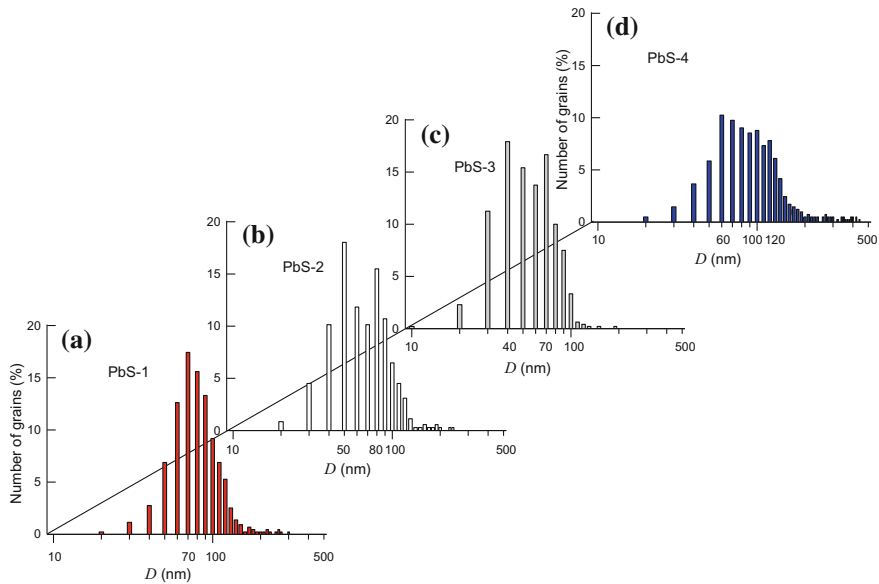 (a)
PbS-1
Number of grains (%)
20
15
10
5
0
10 70 100 500
D (nm)
(b)
PbS-2
20
15
10
5
0
10 50 80 100 500
D (nm)
(c)
PbS-3
20
15
10
5
0
10 40 70 100 500
D (nm)
(d)
PbS-4
Number of grains (%)
20
15
10
5
0
10 60 100 120 500
D (nm)